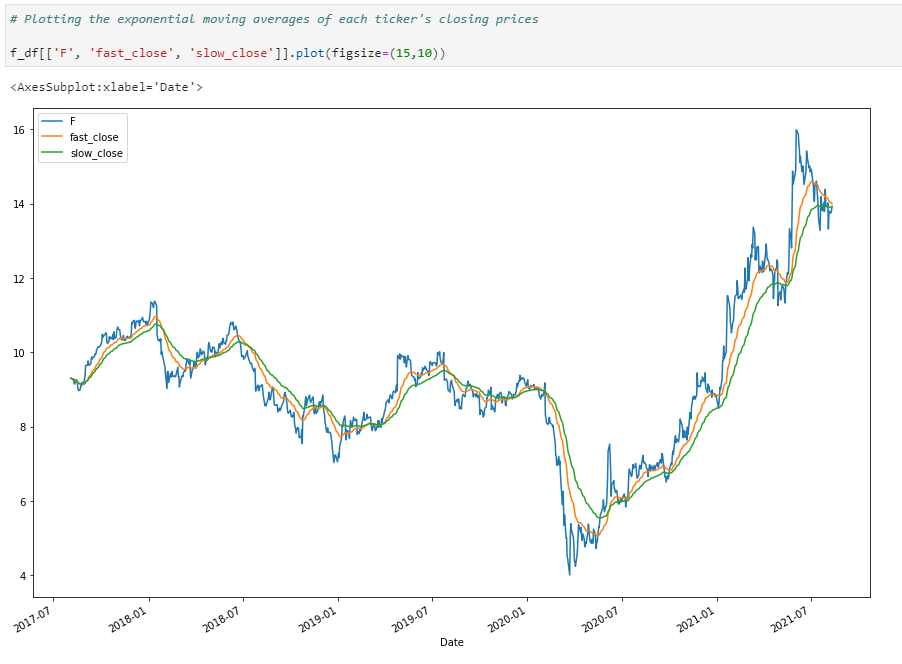 # Plotting the exponential moving averages of each ticker's closing prices
f_df[['F', 'fast_close', 'slow_close']].plot(figsize=(15,10))
<AxesSubplot:xlabel='Date'>
F
fast_close
slow_close
16
14
12
10
8
6
4
2017-07
2018-01
2018-07
2019-01
2019-07
2020-01
2020-07
2021-01
2021-07
Date